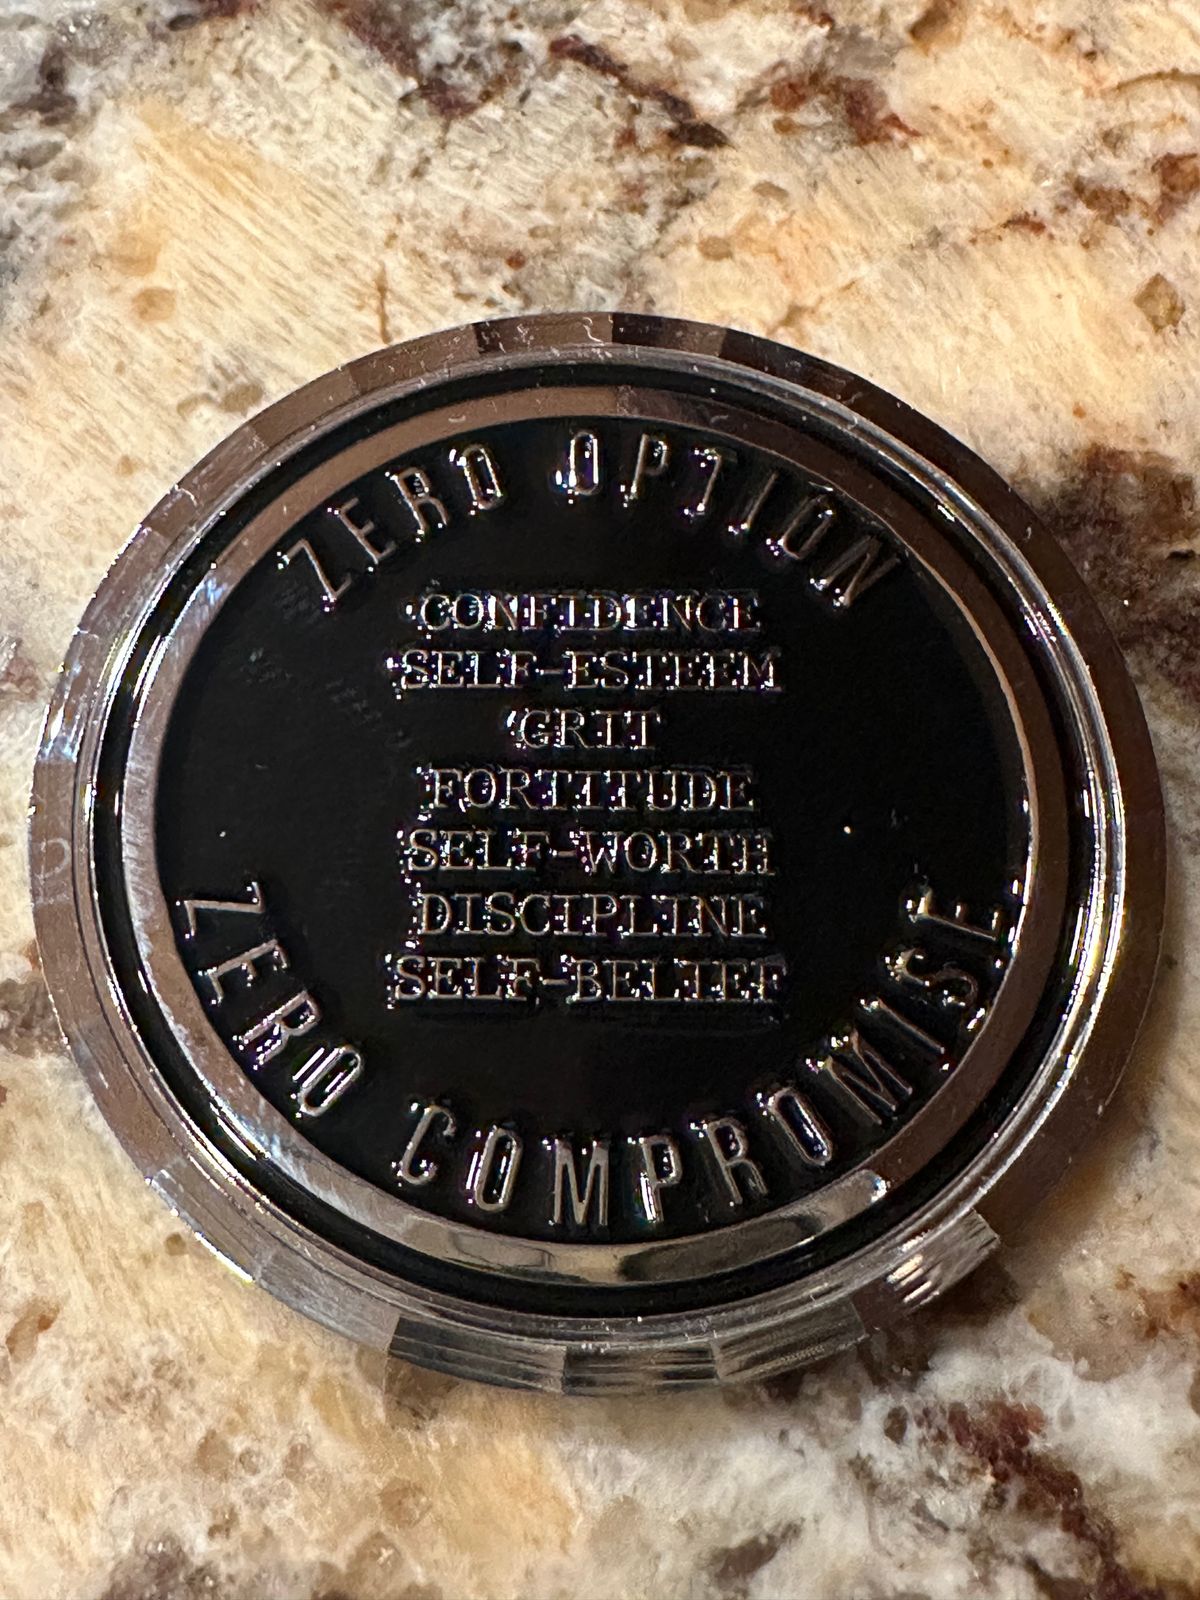 ZERO OPTION
CONFIDENCE
SELF-ESTEEM
GRIT
FORTITUDE
SELF-WORTH
DISCIPLINE
SELF-BELIEF
ZERO COMPROMISE